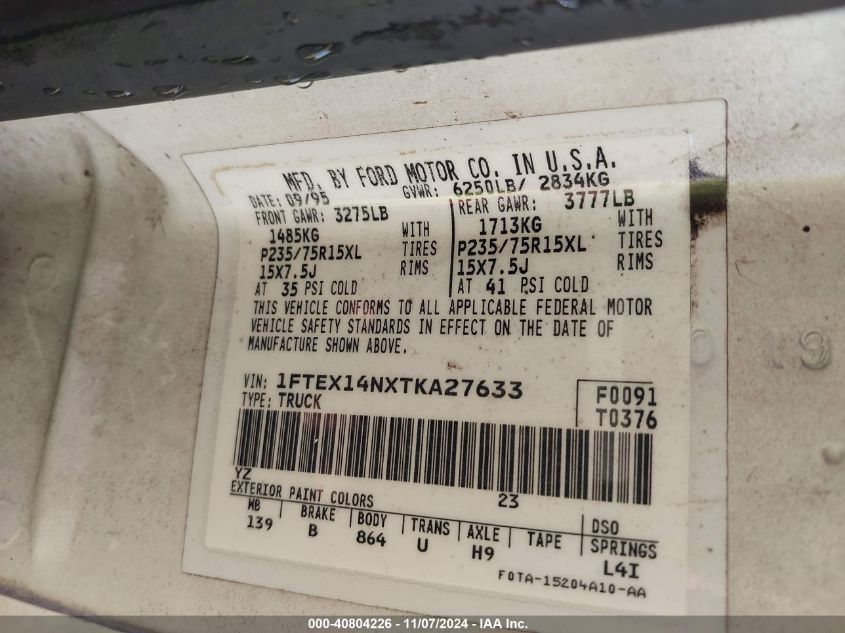 MFD. BY FORD MOTOR CO. IN U.S.A.
DATE: 09/95 GVWR: 6250LB/ 2834KG
FRONT GAWR: 3275LB REAR GAWR: 3777LB
1485KG WITH 1713KG WITH
P235/75R15XL TIRES P235/75R15XL TIRES
15X7.5J RIMS 15X7.5J RIMS
AT 35 PSI COLD AT 41 PSI COLD
THIS VEHICLE CONFORMS TO ALL APPLICABLE FEDERAL MOTOR
VEHICLE SAFETY STANDARDS IN EFFECT ON THE DATE OF
MANUFACTURE SHOWN ABOVE.
VIN: 1FTEX14NXTKA27633 F0091
TYPE: TRUCK T0376
YZ 23
EXTERIOR PAINT COLORS DSO
WB BRAKE BODY TRANS AXLE TAPE SPRINGS
139 B 864 U H9 L4I
F0TA-15204A10-AA
000-40804226 - 11/07/2024 - IAA Inc.